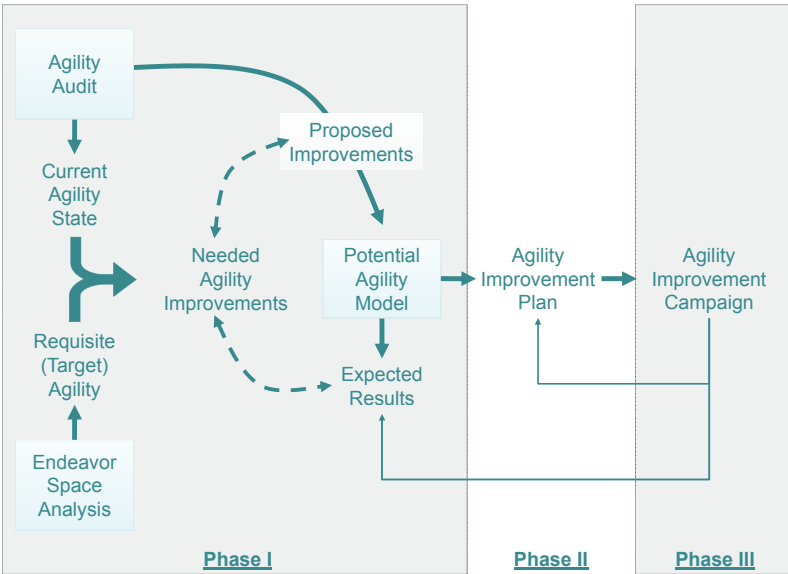 Agility
Audit
Proposed
Improvements
Current
Agility
State
Needed
Agility
Improvements
Potential
Agility
Model
Agility
Improvement
Plan
Agility
Improvement
Campaign
Requisite
(Target)
Agility
Expected
Results
Endeavor
Space
Analysis
Phase I
Phase II
Phase III